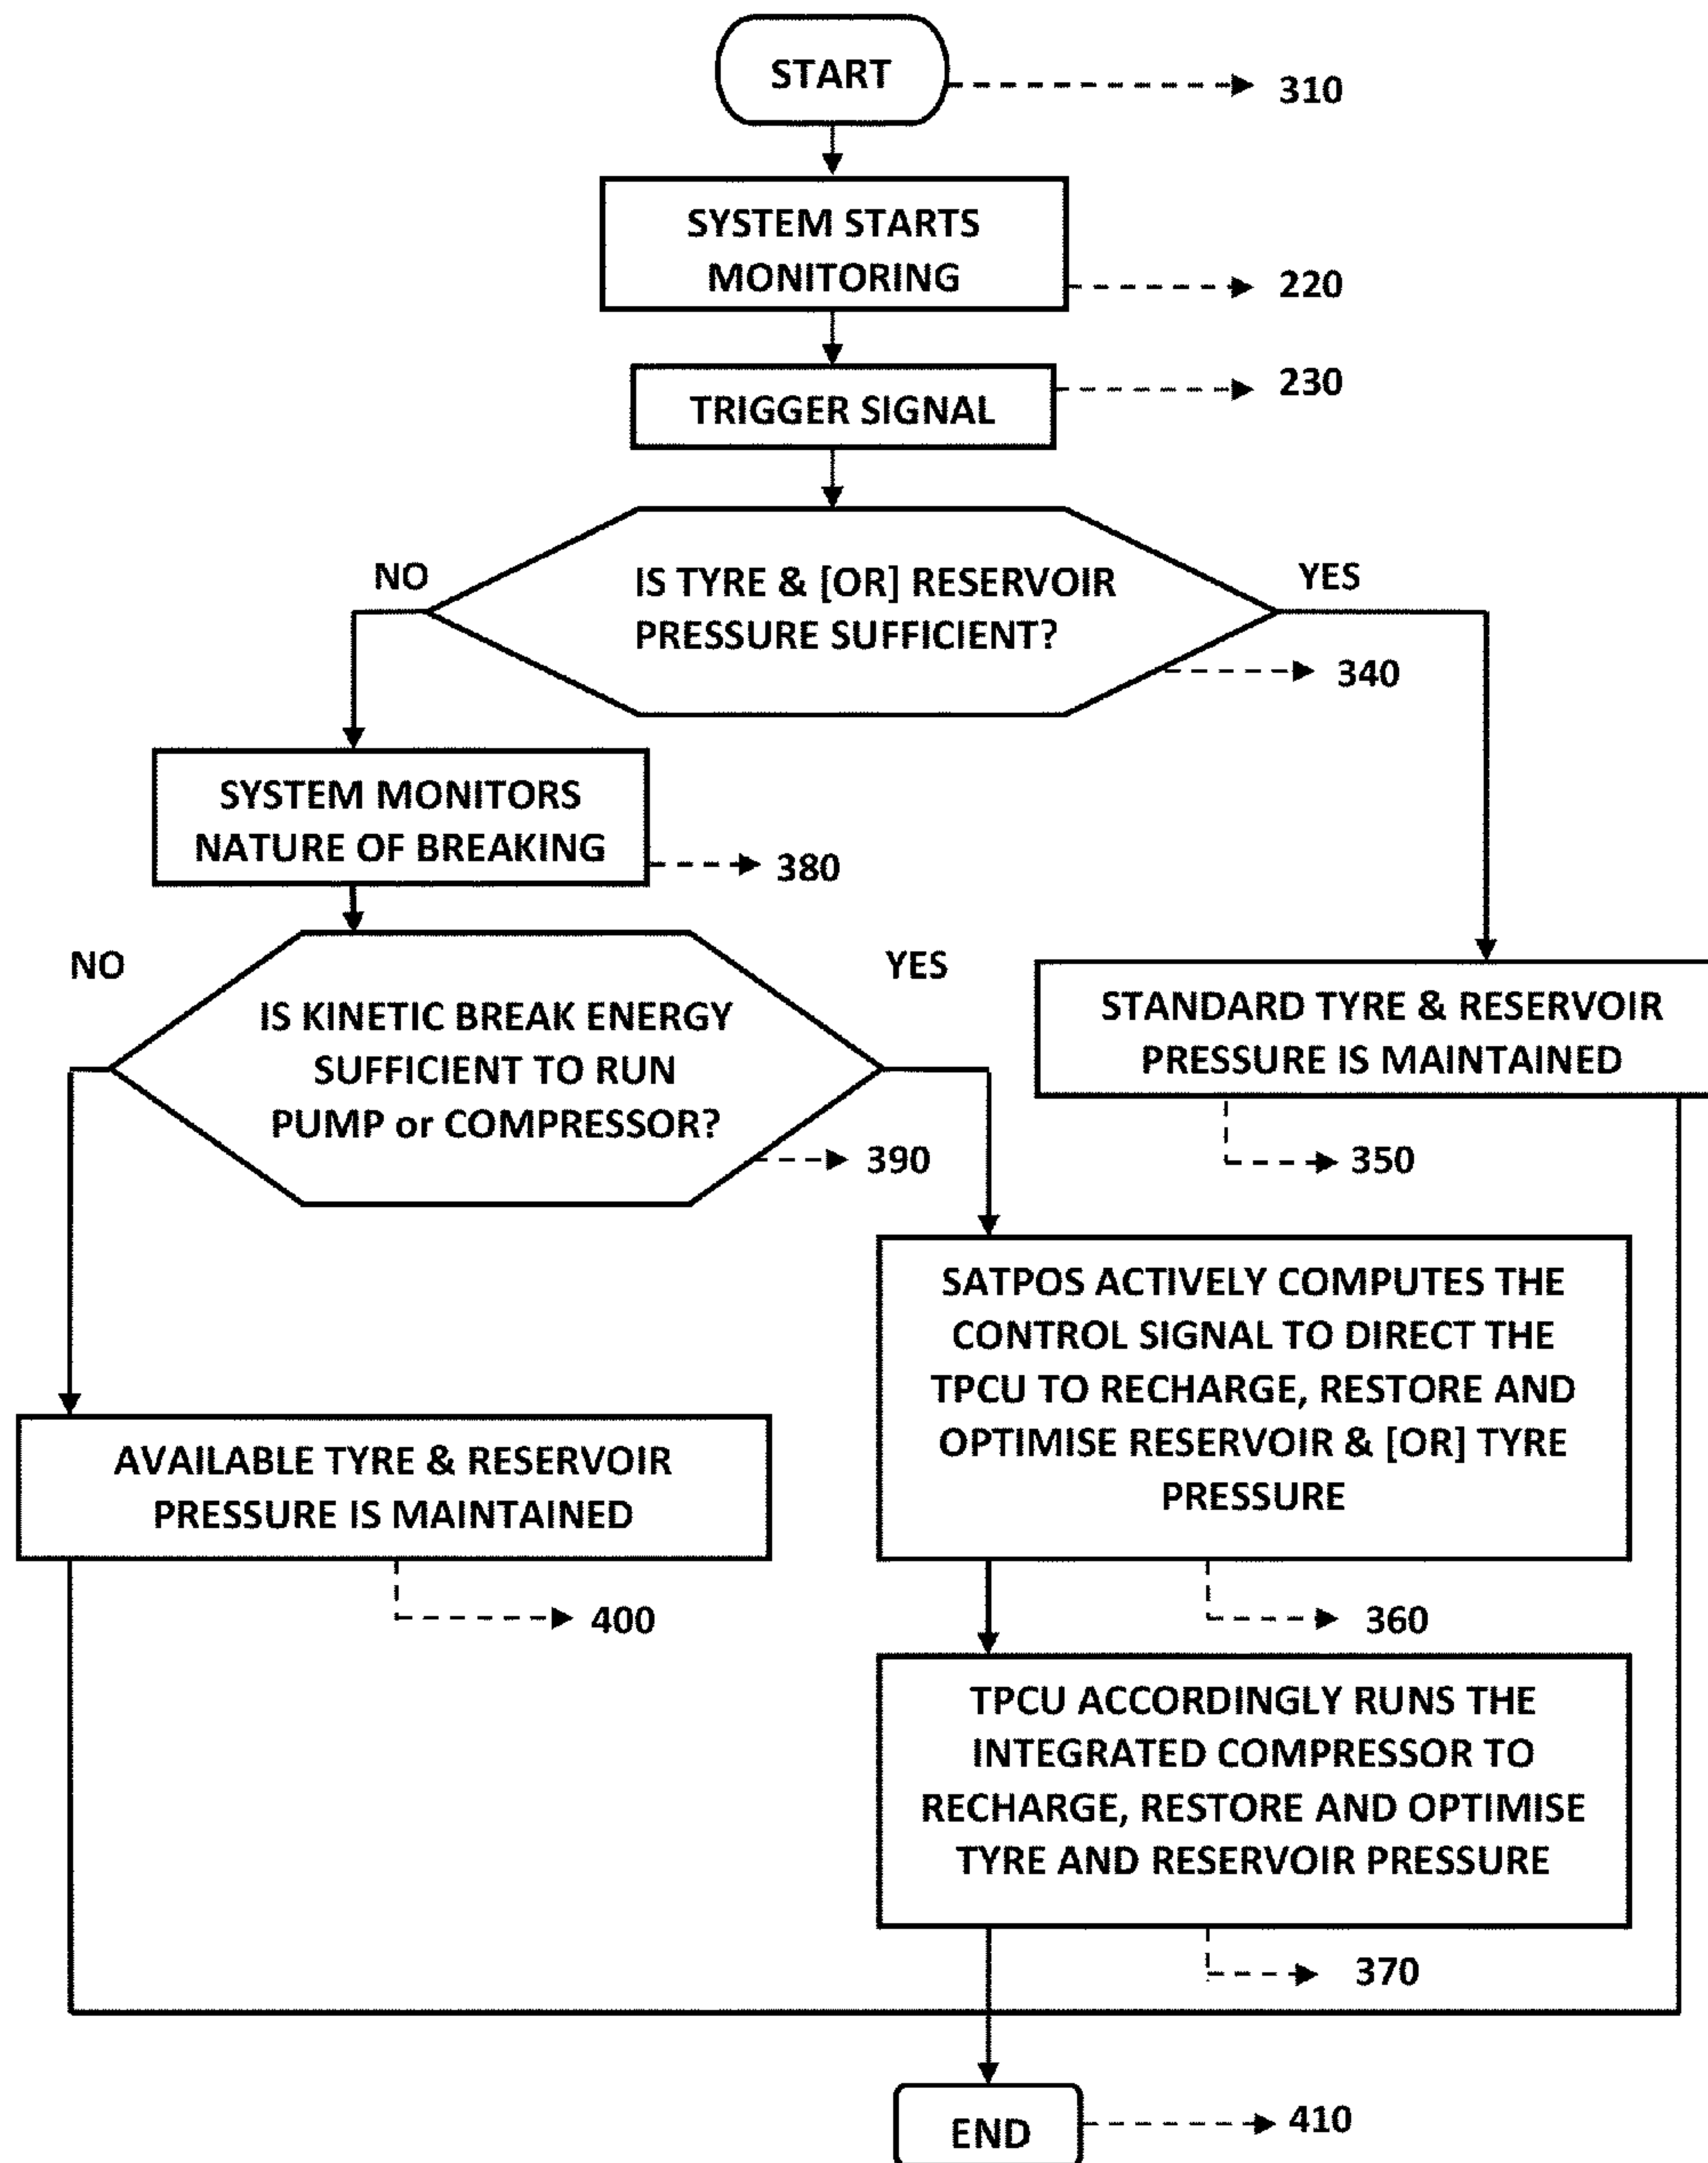 START
310
SYSTEM STARTS
MONITORING
220
TRIGGER SIGNAL
230
IS TYRE & [OR] RESERVOIR
PRESSURE SUFFICIENT?
NO
YES
340
SYSTEM MONITORS
NATURE OF BREAKING
380
NO
YES
IS KINETIC BREAK ENERGY
SUFFICIENT TO RUN
PUMP or COMPRESSOR?
390
STANDARD TYRE & RESERVOIR
PRESSURE IS MAINTAINED
350
SATPOS ACTIVELY COMPUTES THE
CONTROL SIGNAL TO DIRECT THE
TPCU TO RECHARGE, RESTORE AND
OPTIMISE RESERVOIR & [OR] TYRE
PRESSURE
360
AVAILABLE TYRE & RESERVOIR
PRESSURE IS MAINTAINED
400
TPCU ACCORDINGLY RUNS THE
INTEGRATED COMPRESSOR TO
RECHARGE, RESTORE AND OPTIMISE
TYRE AND RESERVOIR PRESSURE
370
END
410